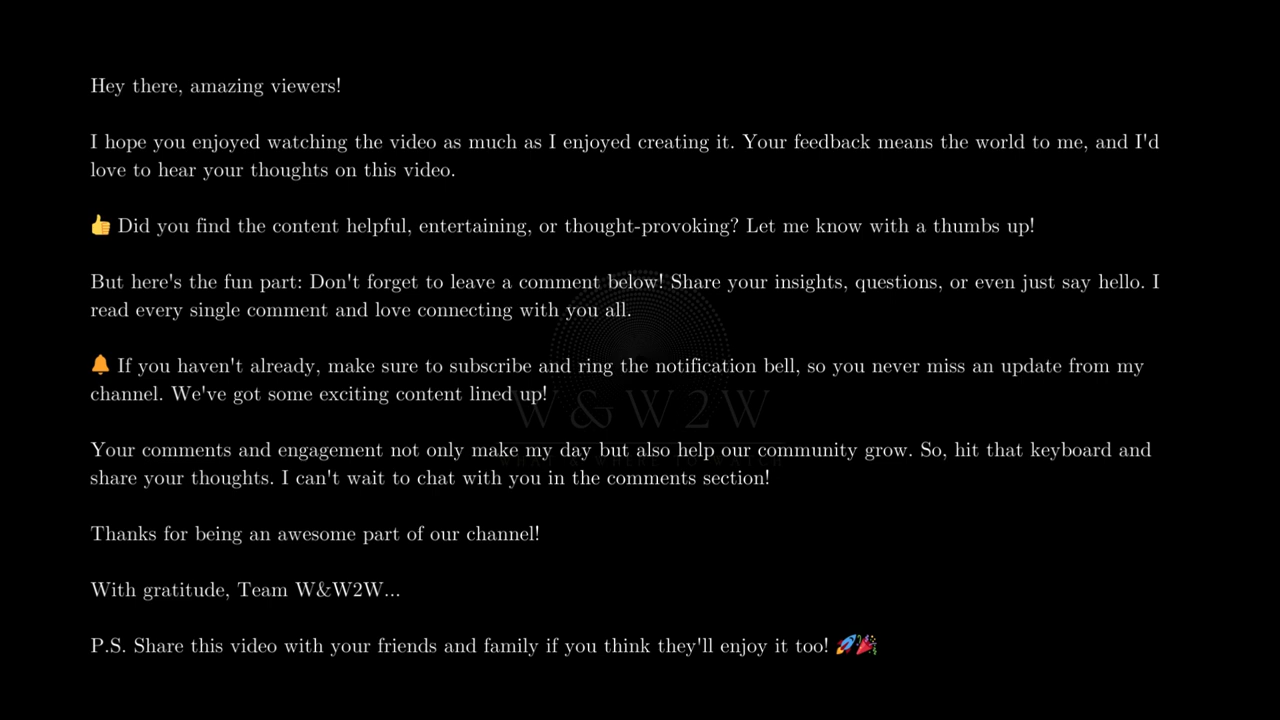 Hey there, amazing viewers!
I hope you enjoyed watching the video as much as I enjoyed creating it. Your feedback means the world to me, and I'd
love to hear your thoughts on this video.
👍 Did you find the content helpful, entertaining, or thought-provoking? Let me know with a thumbs up!
But here's the fun part: Don't forget to leave a comment below! Share your insights, questions, or even just say hello. I
read every single comment and love connecting with you all.
🔔 If you haven't already, make sure to subscribe and ring the notification bell, so you never miss an update from my
channel. We've got some exciting content lined up!
W&W2W
Your comments and engagement not only make my day but also help our community grow. So, hit that keyboard and
share your thoughts. I can't wait to chat with you in the comments section!
Thanks for being an awesome part of our channel!
With gratitude, Team W&W2W...
P.S. Share this video with your friends and family if you think they'll enjoy it too! 🚀🎉